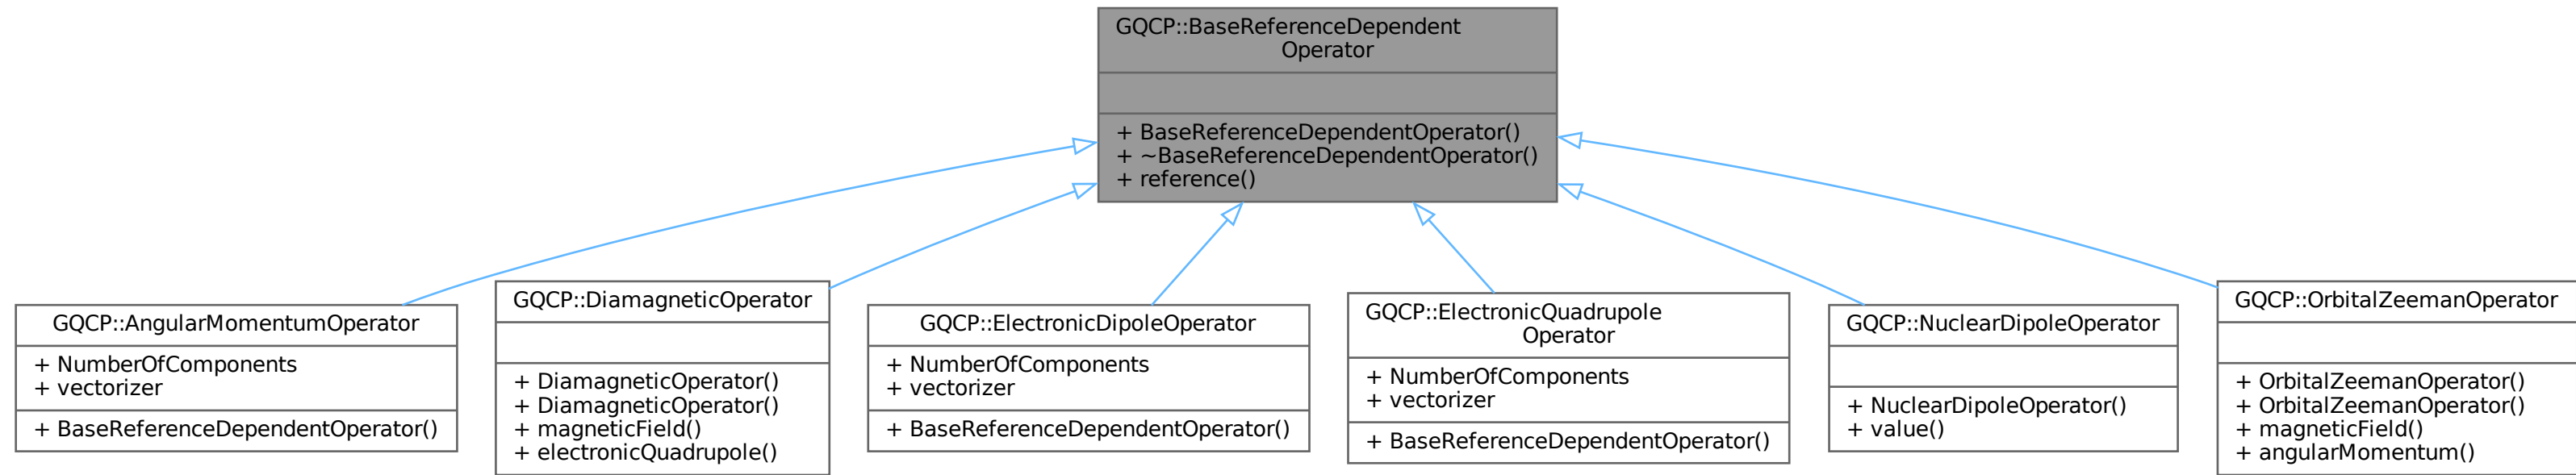 GQCP::BaseReferenceDependent
Operator
+ BaseReferenceDependentOperator()
+ ~BaseReferenceDependentOperator()
+ reference()
GQCP::AngularMomentumOperator
+ NumberOfComponents
+ vectorizer
+ BaseReferenceDependentOperator()
GQCP::DiamagneticOperator
+ DiamagneticOperator()
+ DiamagneticOperator()
+ magneticField()
+ electronicQuadrupole()
GQCP::ElectronicDipoleOperator
+ NumberOfComponents
+ vectorizer
+ BaseReferenceDependentOperator()
GQCP::ElectronicQuadrupole
Operator
+ NumberOfComponents
+ vectorizer
+ BaseReferenceDependentOperator()
GQCP::NuclearDipoleOperator
+ NuclearDipoleOperator()
+ value()
GQCP::OrbitalZeemanOperator
+ OrbitalZeemanOperator()
+ OrbitalZeemanOperator()
+ magneticField()
+ angularMomentum()